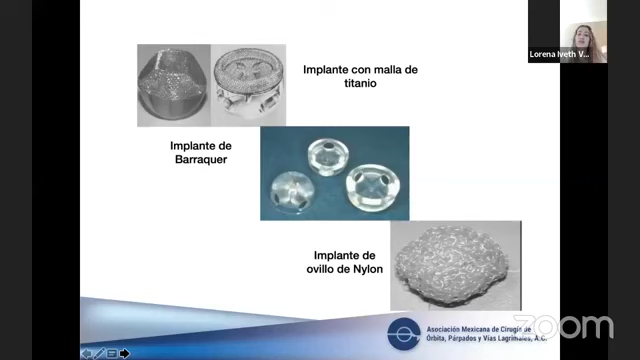 Lorena Iveth V...
Implante con malla de
titanio
Implante de
Barraquer
Implante de
ovillo de Nylon
Asociación Mexicana de Cirugía de
Órbita, Párpados y Vías Lagrimales, A.C.
zoom